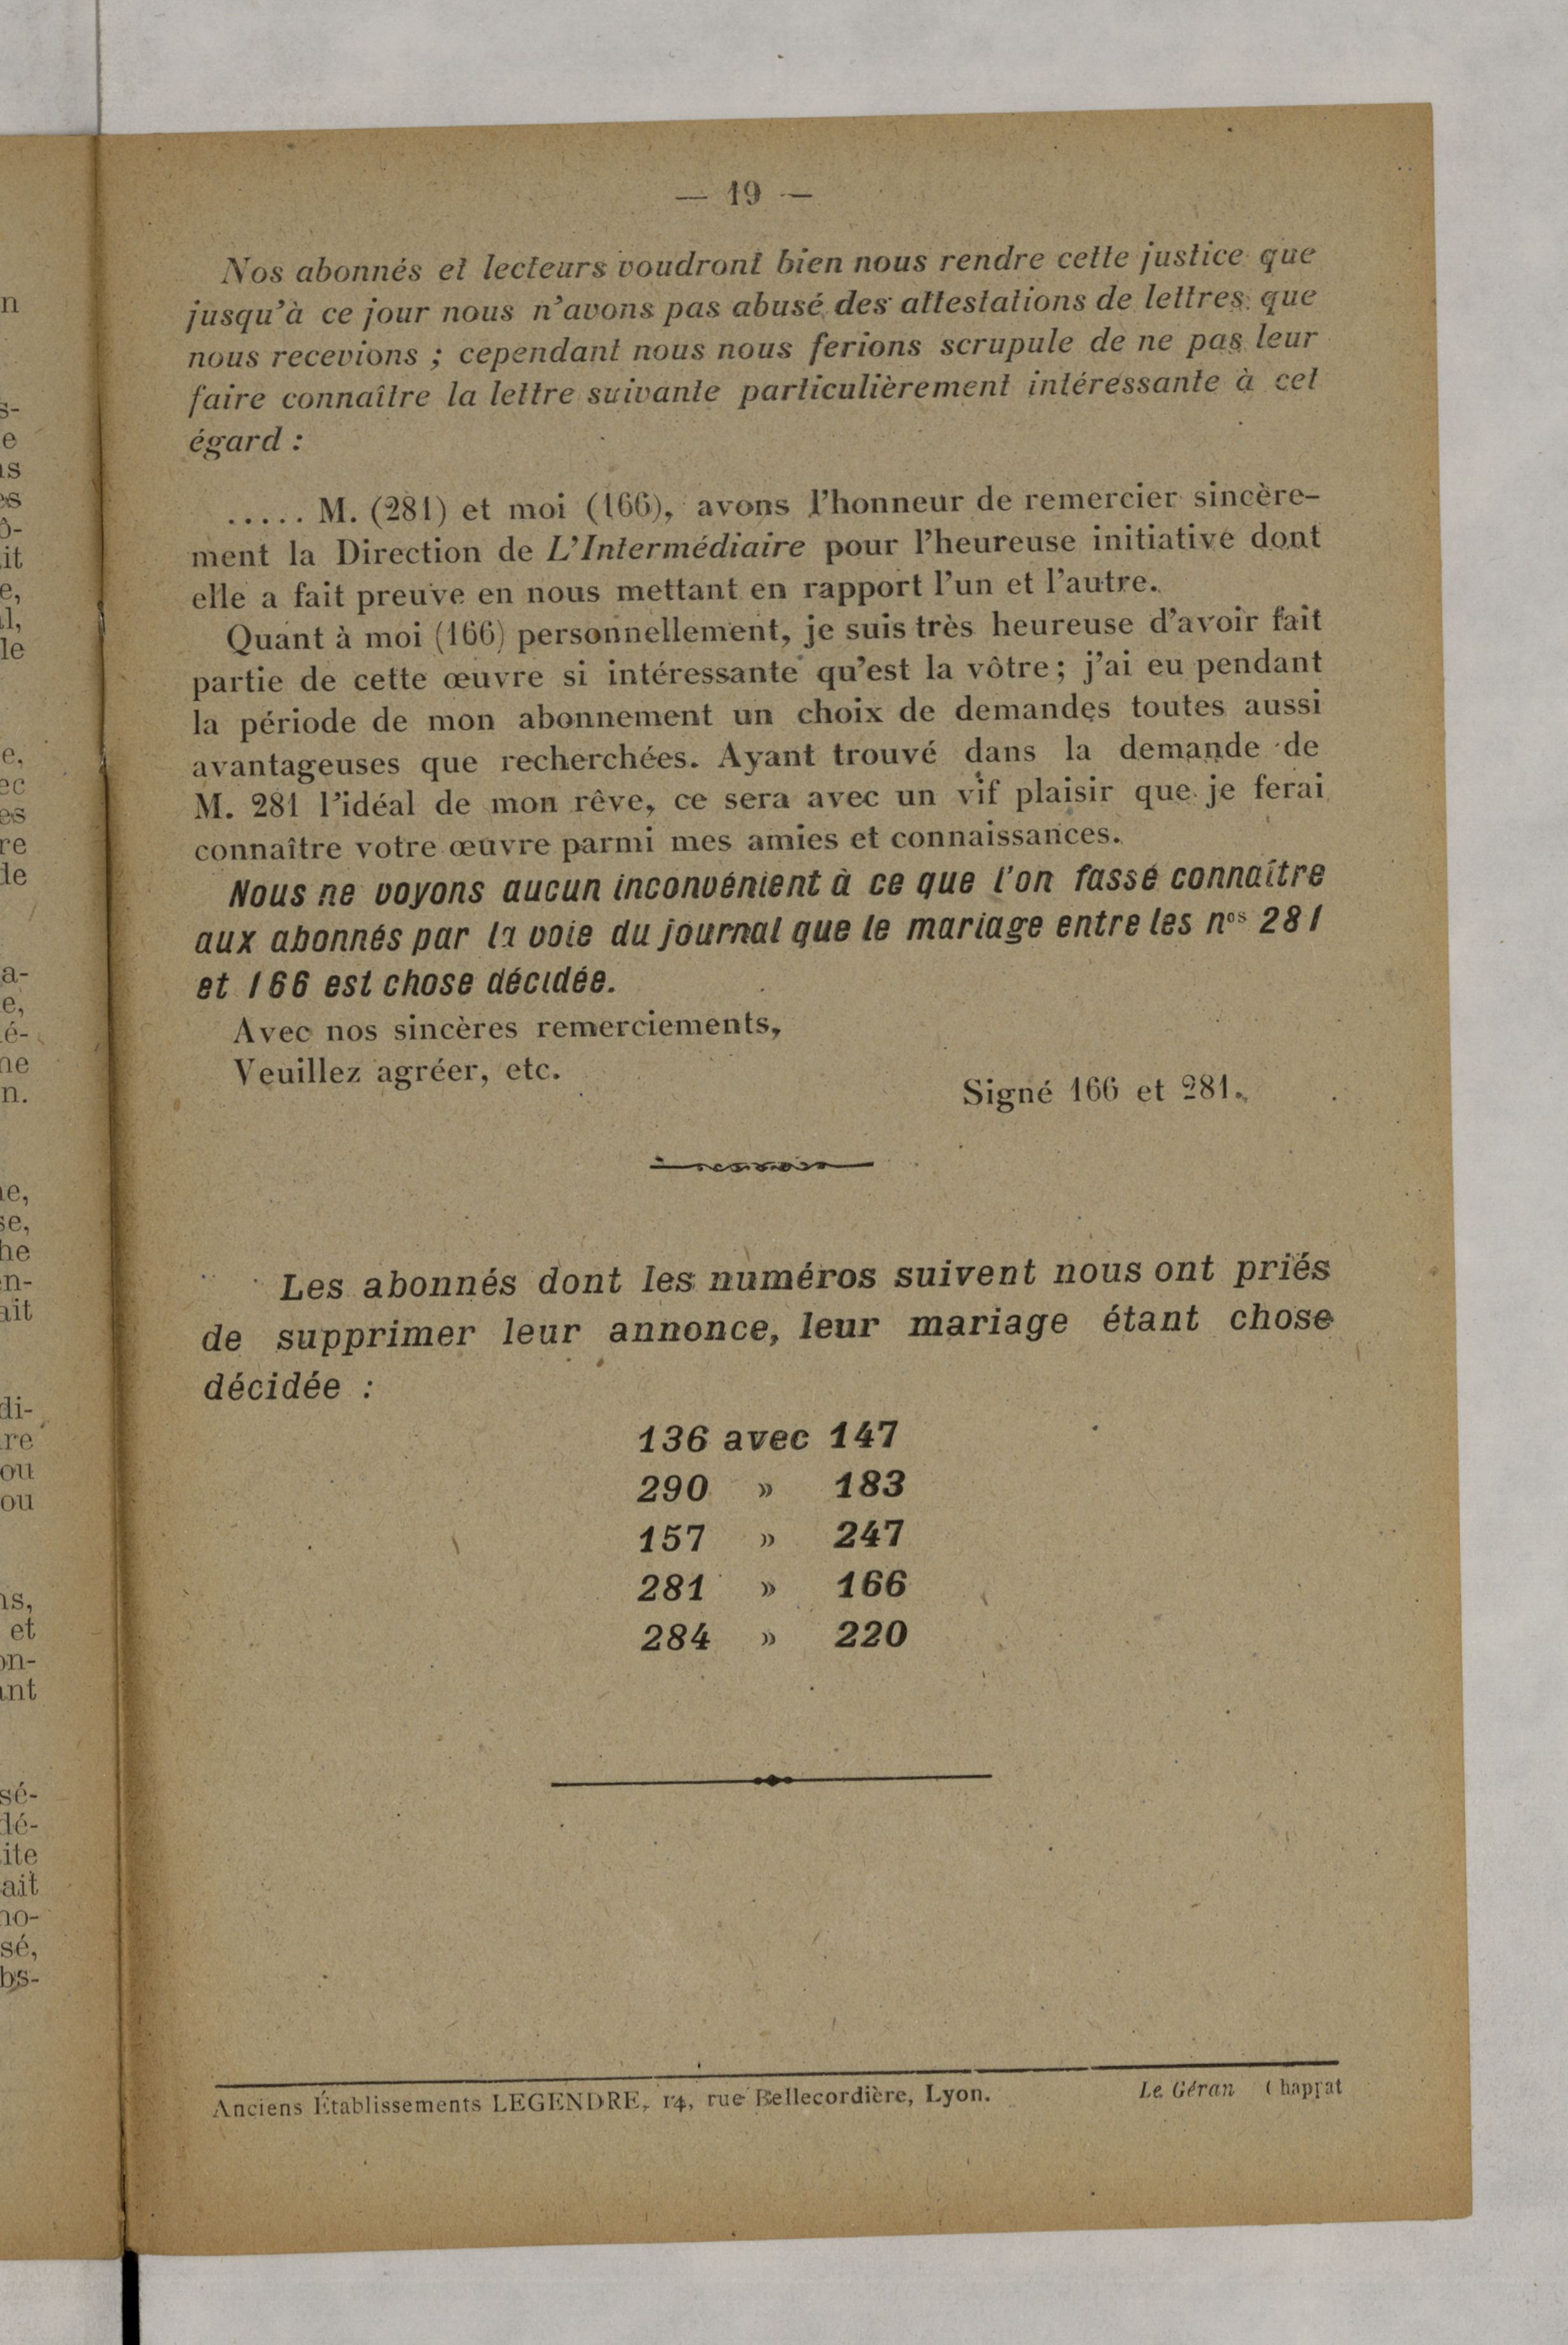 — 19 —
Nos abonnés et lecteurs voudront bien nous rendre cette justice que
jusqu'à ce jour nous n'avons pas abusé des attestations de lettres que
nous recevions ; cependant nous nous ferions scrupule de ne pas leur
faire connaître la lettre suivante particulièrement intéressante à cet
égard :
..... M. (281) et moi (166), avons l'honneur de remercier sincère-
ment la Direction de L'Intermédiaire pour l'heureuse initiative dont
elle a fait preuve en nous mettant en rapport l'un et l'autre.
Quant à moi (166) personnellement, je suis très heureuse d'avoir fait
partie de cette œuvre si intéressante qu'est la vôtre; j'ai eu pendant
la période de mon abonnement un choix de demandes toutes aussi
avantageuses que recherchées. Ayant trouvé dans la demande de
M. 281 l'idéal de mon rêve, ce sera avec un vif plaisir que je ferai
connaître votre œuvre parmi mes amies et connaissances.
Nous ne voyons aucun inconvénient à ce que l'on fasse connaître
aux abonnés par la voie du journal que le mariage entre les nos 281
et 166 est chose décidée.
Avec nos sincères remerciements,
Veuillez agréer, etc.
Signé 166 et 281.
Les abonnés dont les numéros suivent nous ont priés
de supprimer leur annonce, leur mariage étant chose
décidée :
136 avec 147
290 » 183
157 » 247
281 » 166
284 » 220
Anciens Établissements LEGENDRE, 14, rue Bellecordière, Lyon. Le Géran Chaprat